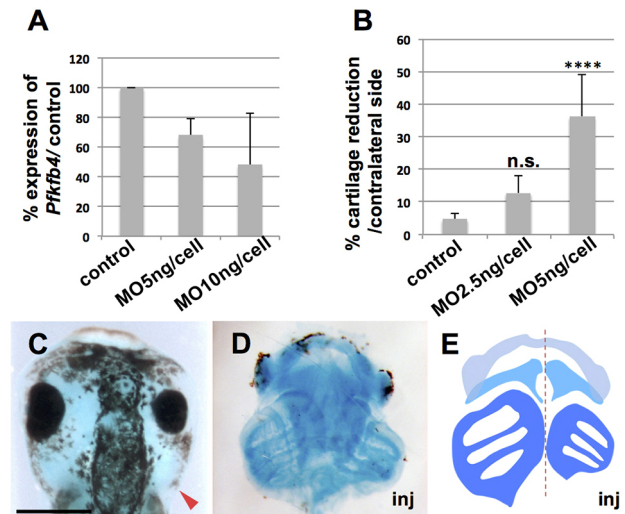 A
% expression of
Pfkfb4/ control
120
100
80
60
40
20
0
control
MO5ng/cell
MO10ng/cell
B
% cartilage reduction
/contralateral side
60
50
40
30
20
10
0
n.s.
****
control
MO2.5ng/cell
MO5ng/cell
C
D
inj
E
inj